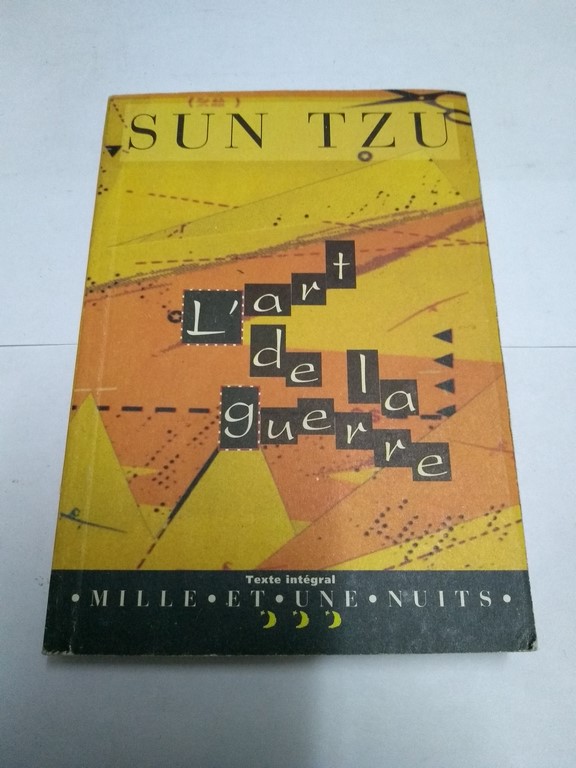 SUN TZU
L'art
de la
guerre
Texte intégral
•MILLE•ET•UNE•NUITS•